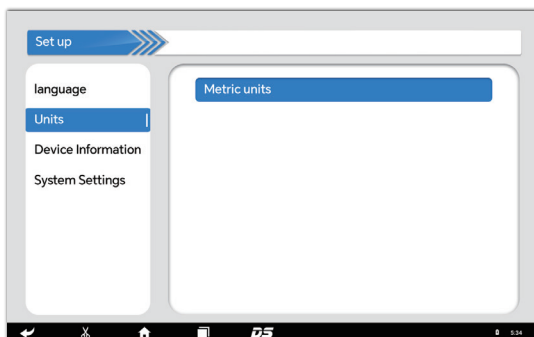 Set up
language
Units
Device Information
System Settings
Metric units
DS
5:34